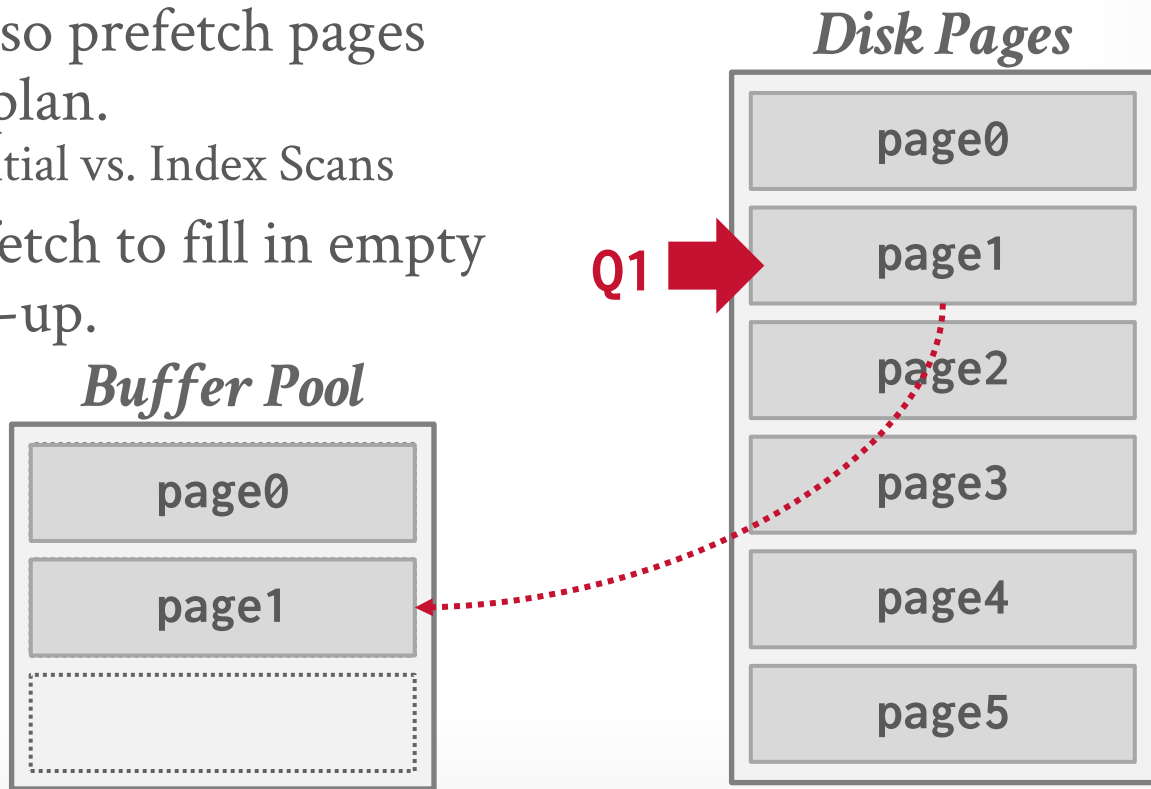 so prefetch pages
plan.
tial vs. Index Scans
fetch to fill in empty
-up.
Buffer Pool
page0
page1
Disk Pages
page0
Q1
page1
page2
page3
page4
page5